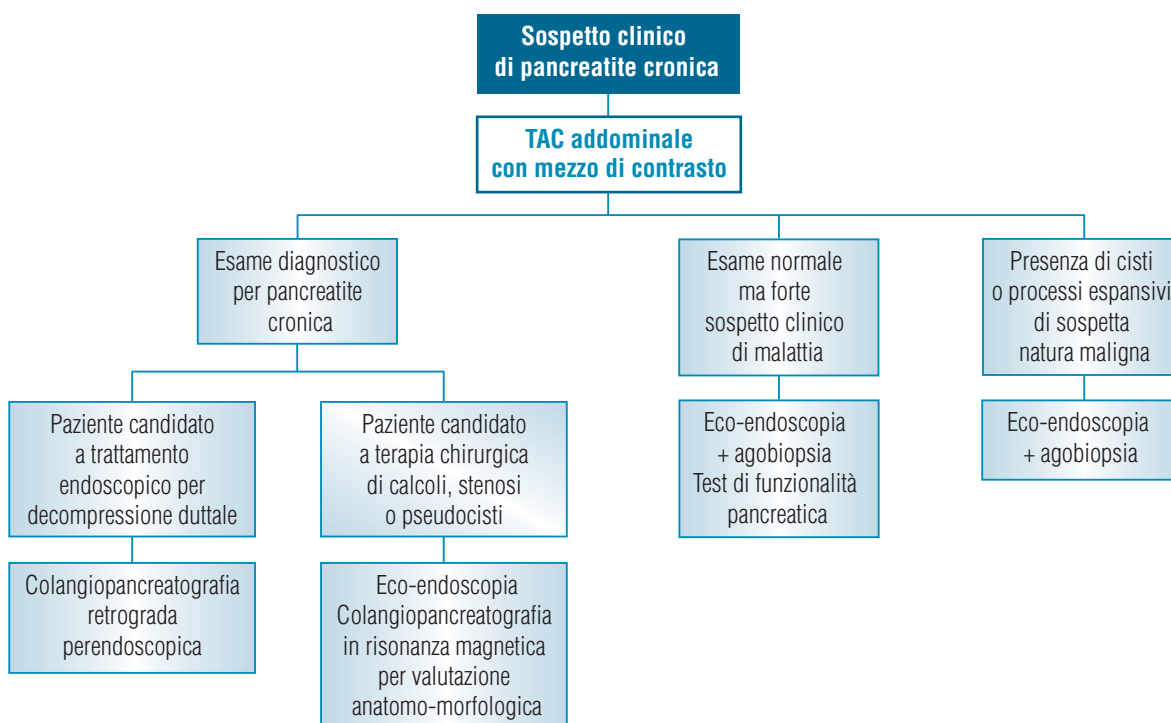 Sospetto clinico
di pancreatite cronica
TAC addominale
con mezzo di contrasto
Esame diagnostico
per pancreatite
cronica
Esame normale
ma forte
sospetto clinico
di malattia
Presenza di cisti
o processi espansivi
di sospetta
natura maligna
Paziente candidato
a trattamento
endoscopico per
decompressione duttale
Paziente candidato
a terapia chirurgica
di calcoli, stenosi
o pseudocisti
Eco-endoscopia
+ agobiopsia
Test di funzionalità
pancreatica
Eco-endoscopia
+ agobiopsia
Colangiopancreatografia
retrograda
perendoscopica
Eco-endoscopia
Colangiopancreatografia
in risonanza magnetica
per valutazione
anatomo-morfologica